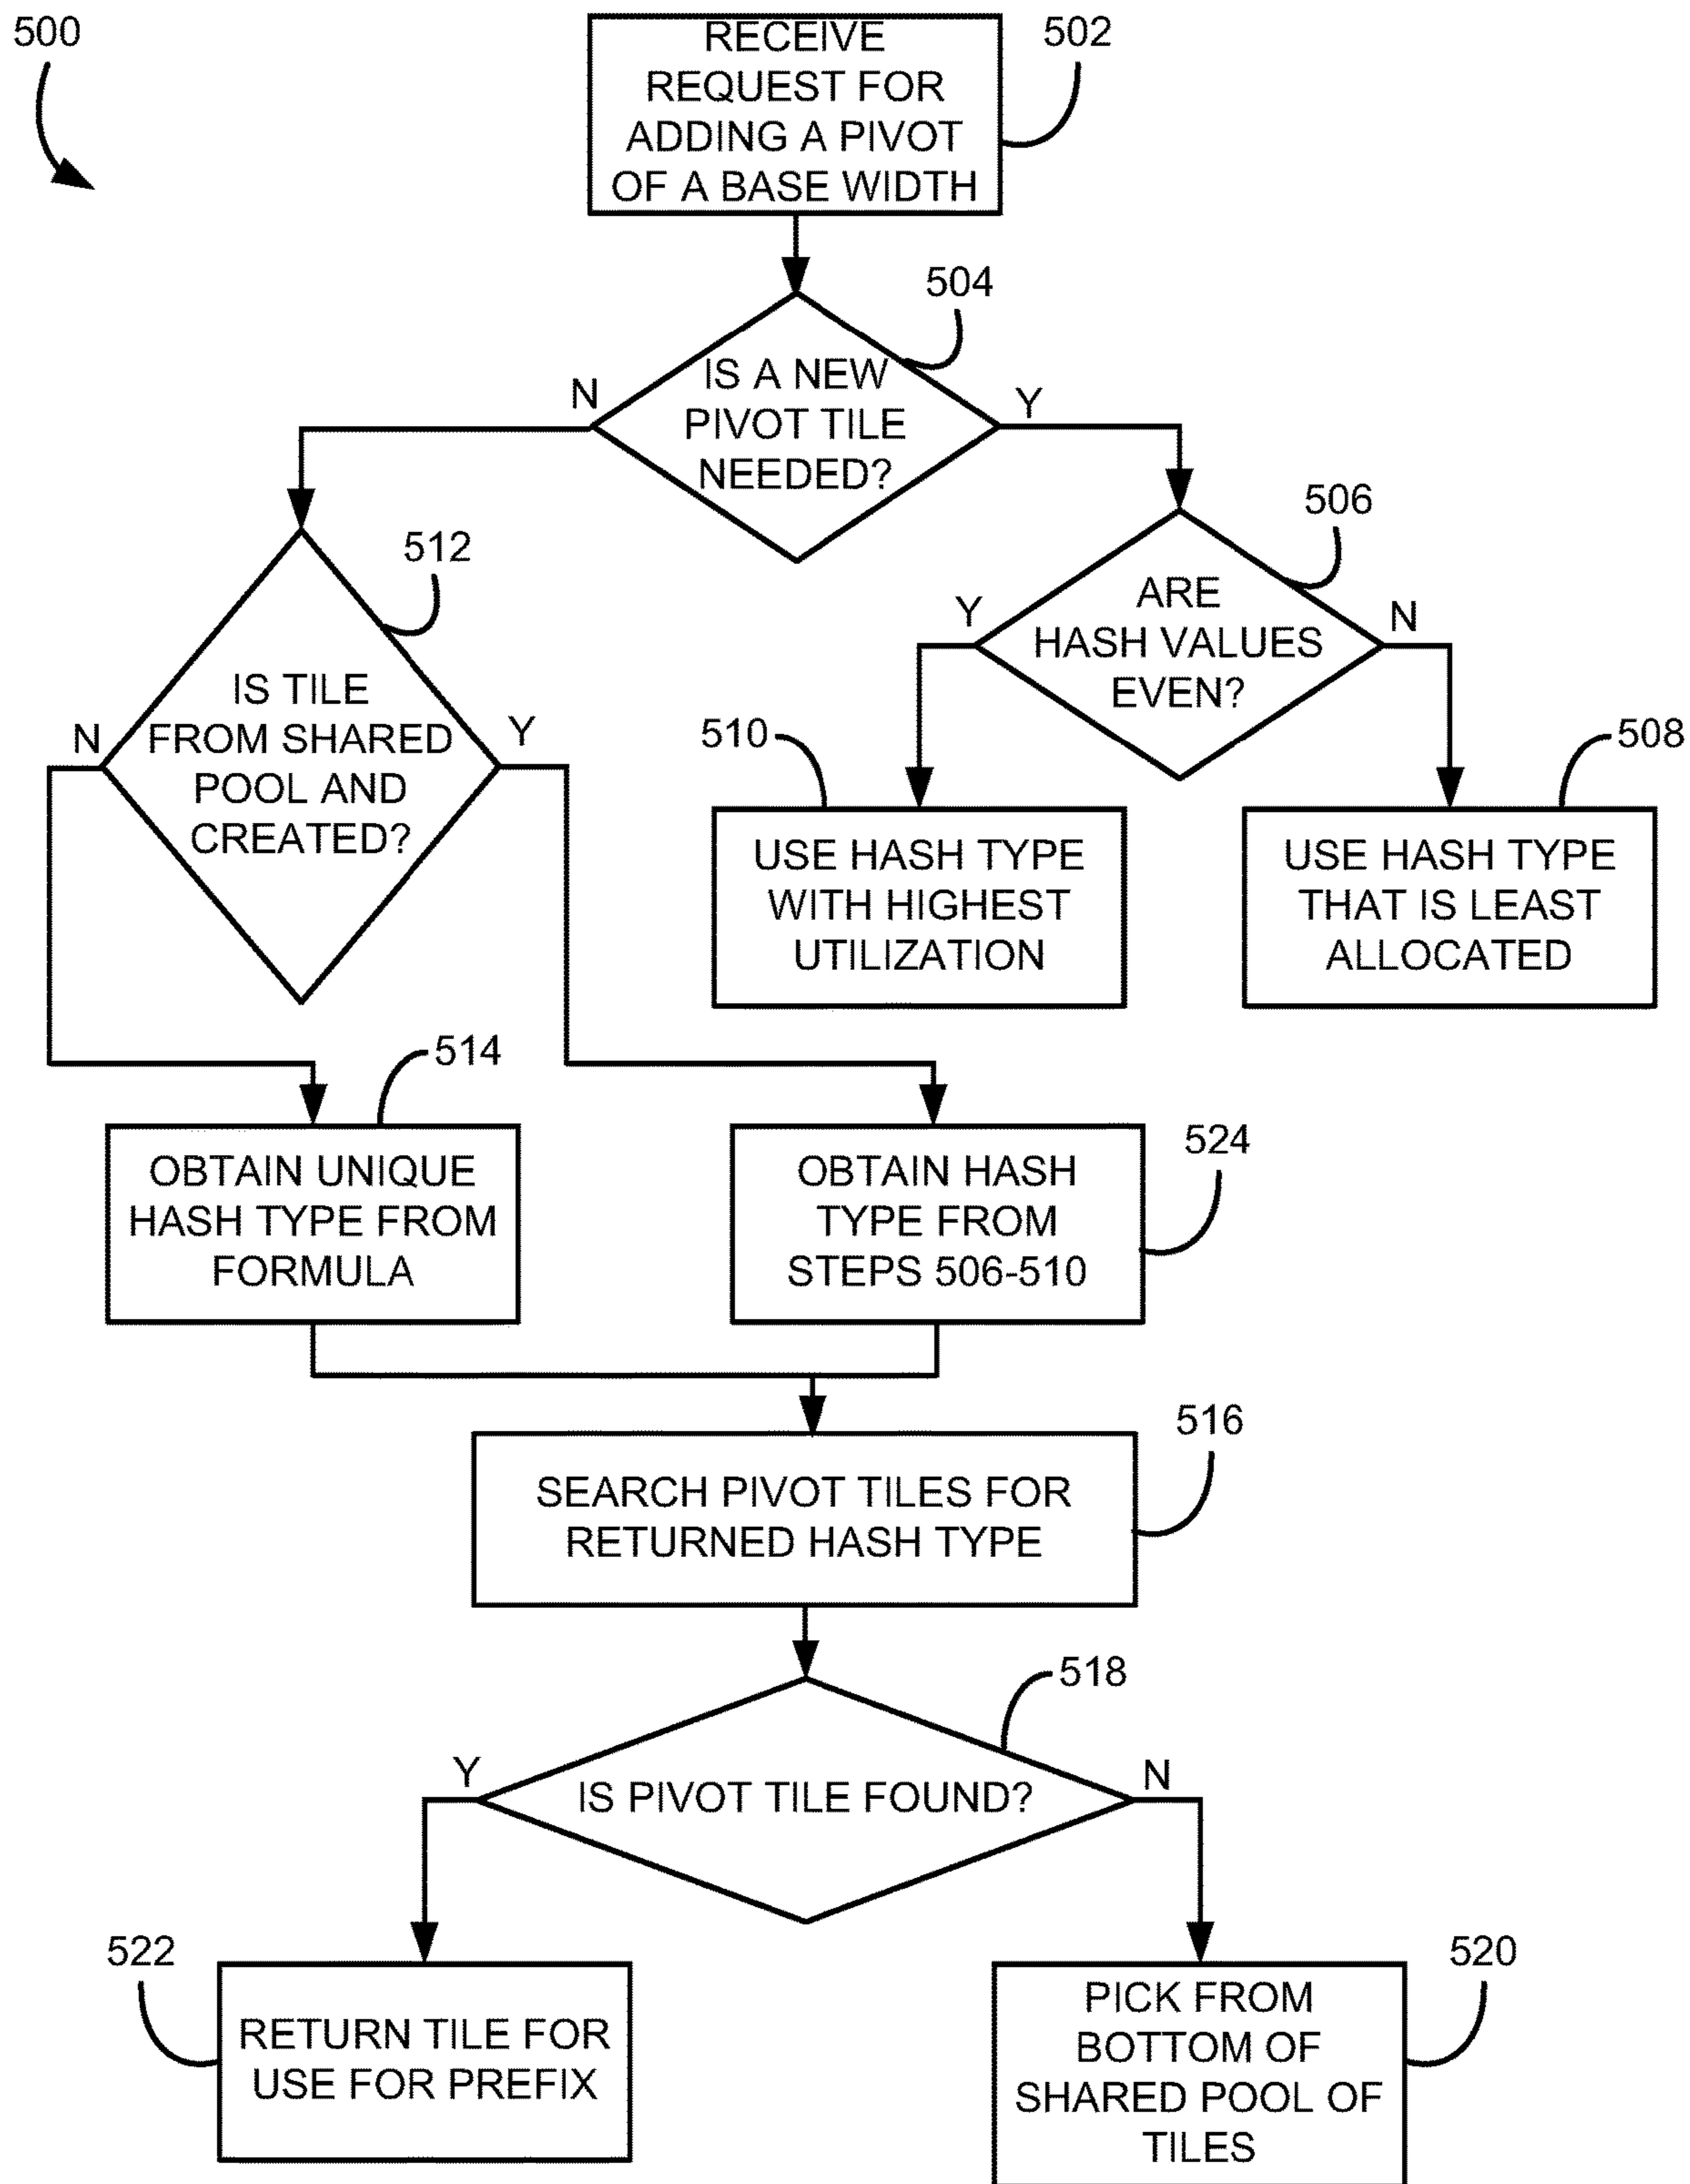 500
RECEIVE
REQUEST FOR
ADDING A PIVOT
OF A BASE WIDTH
502
504
IS A NEW
PIVOT TILE
NEEDED?
N
Y
506
ARE
HASH VALUES
EVEN?
Y
N
512
IS TILE
FROM SHARED
POOL AND
CREATED?
N
Y
510
USE HASH TYPE
WITH HIGHEST
UTILIZATION
508
USE HASH TYPE
THAT IS LEAST
ALLOCATED
514
OBTAIN UNIQUE
HASH TYPE FROM
FORMULA
524
OBTAIN HASH
TYPE FROM
STEPS 506-510
516
SEARCH PIVOT TILES FOR
RETURNED HASH TYPE
518
IS PIVOT TILE FOUND?
Y
N
522
RETURN TILE FOR
USE FOR PREFIX
520
PICK FROM
BOTTOM OF
SHARED POOL OF
TILES